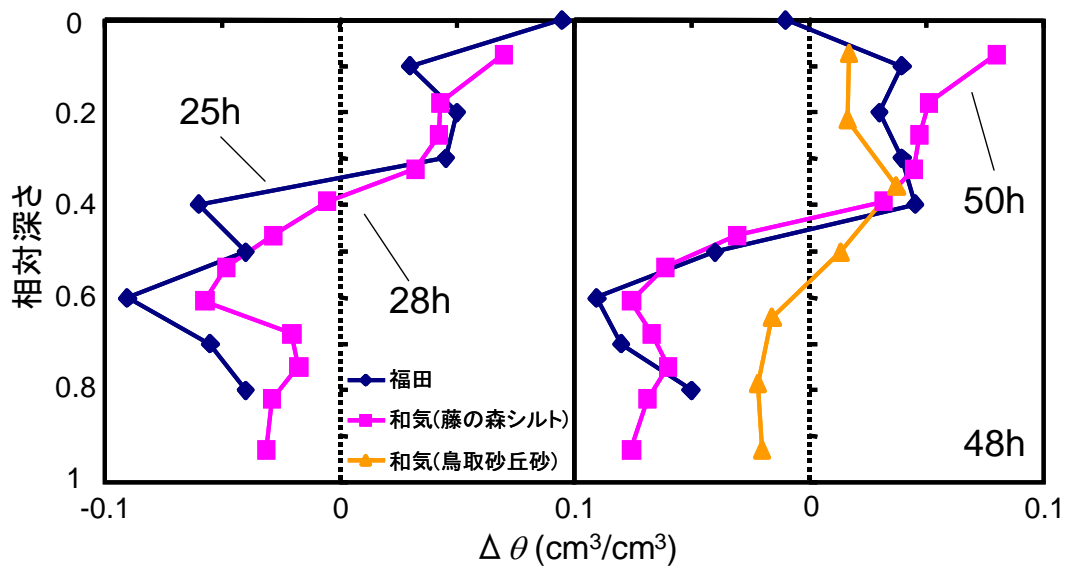 0
0.2
0.4
0.6
0.8
1
相対深さ
25h
28h
福田
和気(藤の森シルト)
和気(鳥取砂丘砂)
50h
48h
-0.1
0
0.1
0
0.1
Δ θ (cm³/cm³)